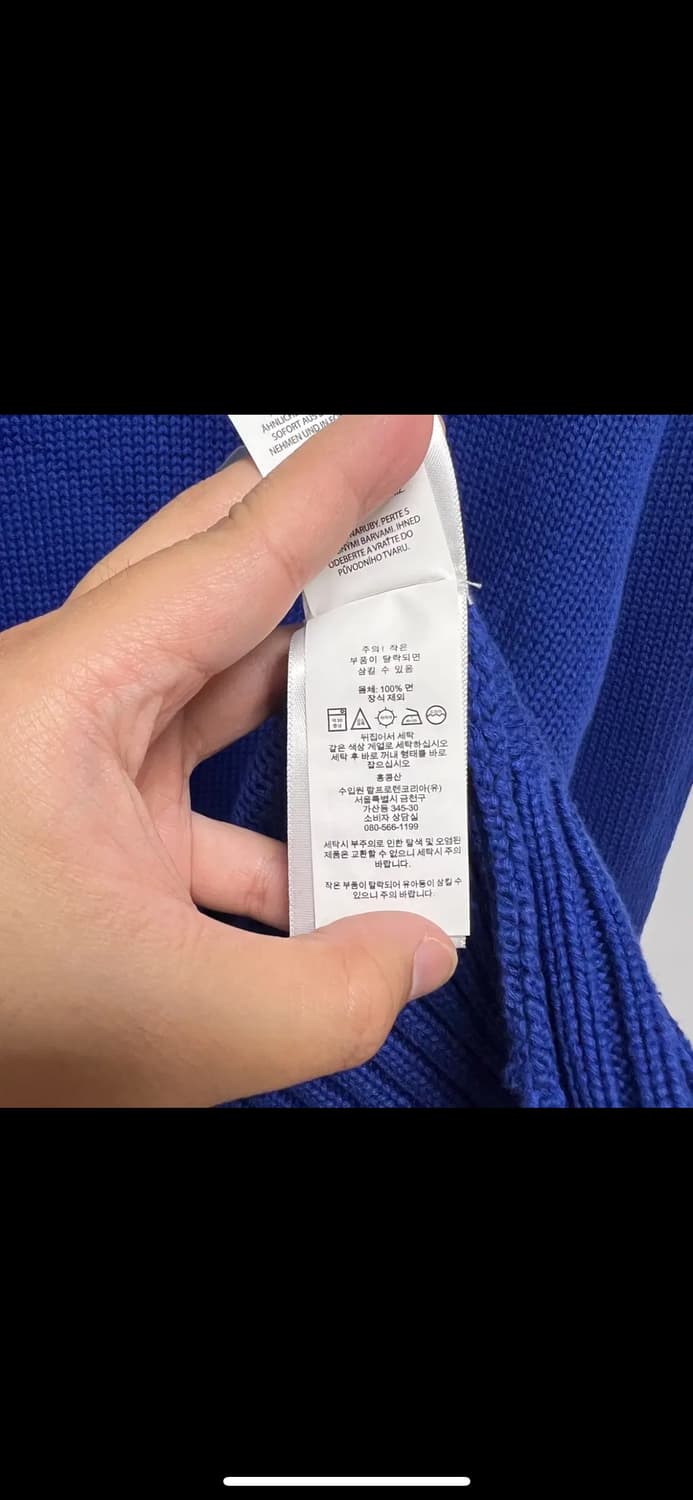 ÄHNLICH
SOFORT AUS
NEHMEN UND IN
NARUBY. PERTE S
NÝMI BARVAMI. IHNED
ODEBERTE A VRAŤTE DO
PŮVODNÍHO TVARU.
주의! 작은
부품이 탈락되면
삼킬 수 있음
몸체: 100% 면
장식 제외
뒤집어서 세탁
같은 색상 계열로 세탁하십시오
세탁 후 바로 꺼내 형태를 바로
잡으십시오
홍콩산
수입원 랄프로렌코리아(유)
서울특별시 금천구
가산동 345-30
소비자 상담실
080-566-1199
세탁시 부주의로 인한 탈색 및 오염된
제품은 교환할 수 없으니 세탁시 주의
바랍니다.
작은 부품이 탈락되어 유아동이 삼킬 수
있으니 주의 바랍니다.